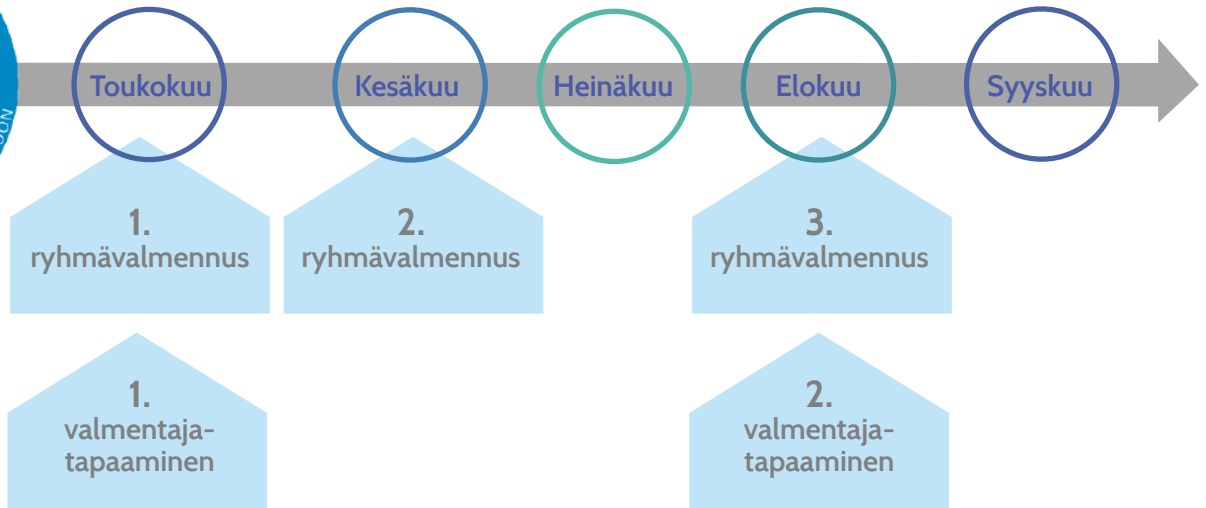 Toukokuu
Kesäkuu
Heinäkuu
Elokuu
Syyskuu
1.
ryhmävalmennus
2.
ryhmävalmennus
3.
ryhmävalmennus
1.
valmentaja-
tapaaminen
2.
valmentaja-
tapaaminen